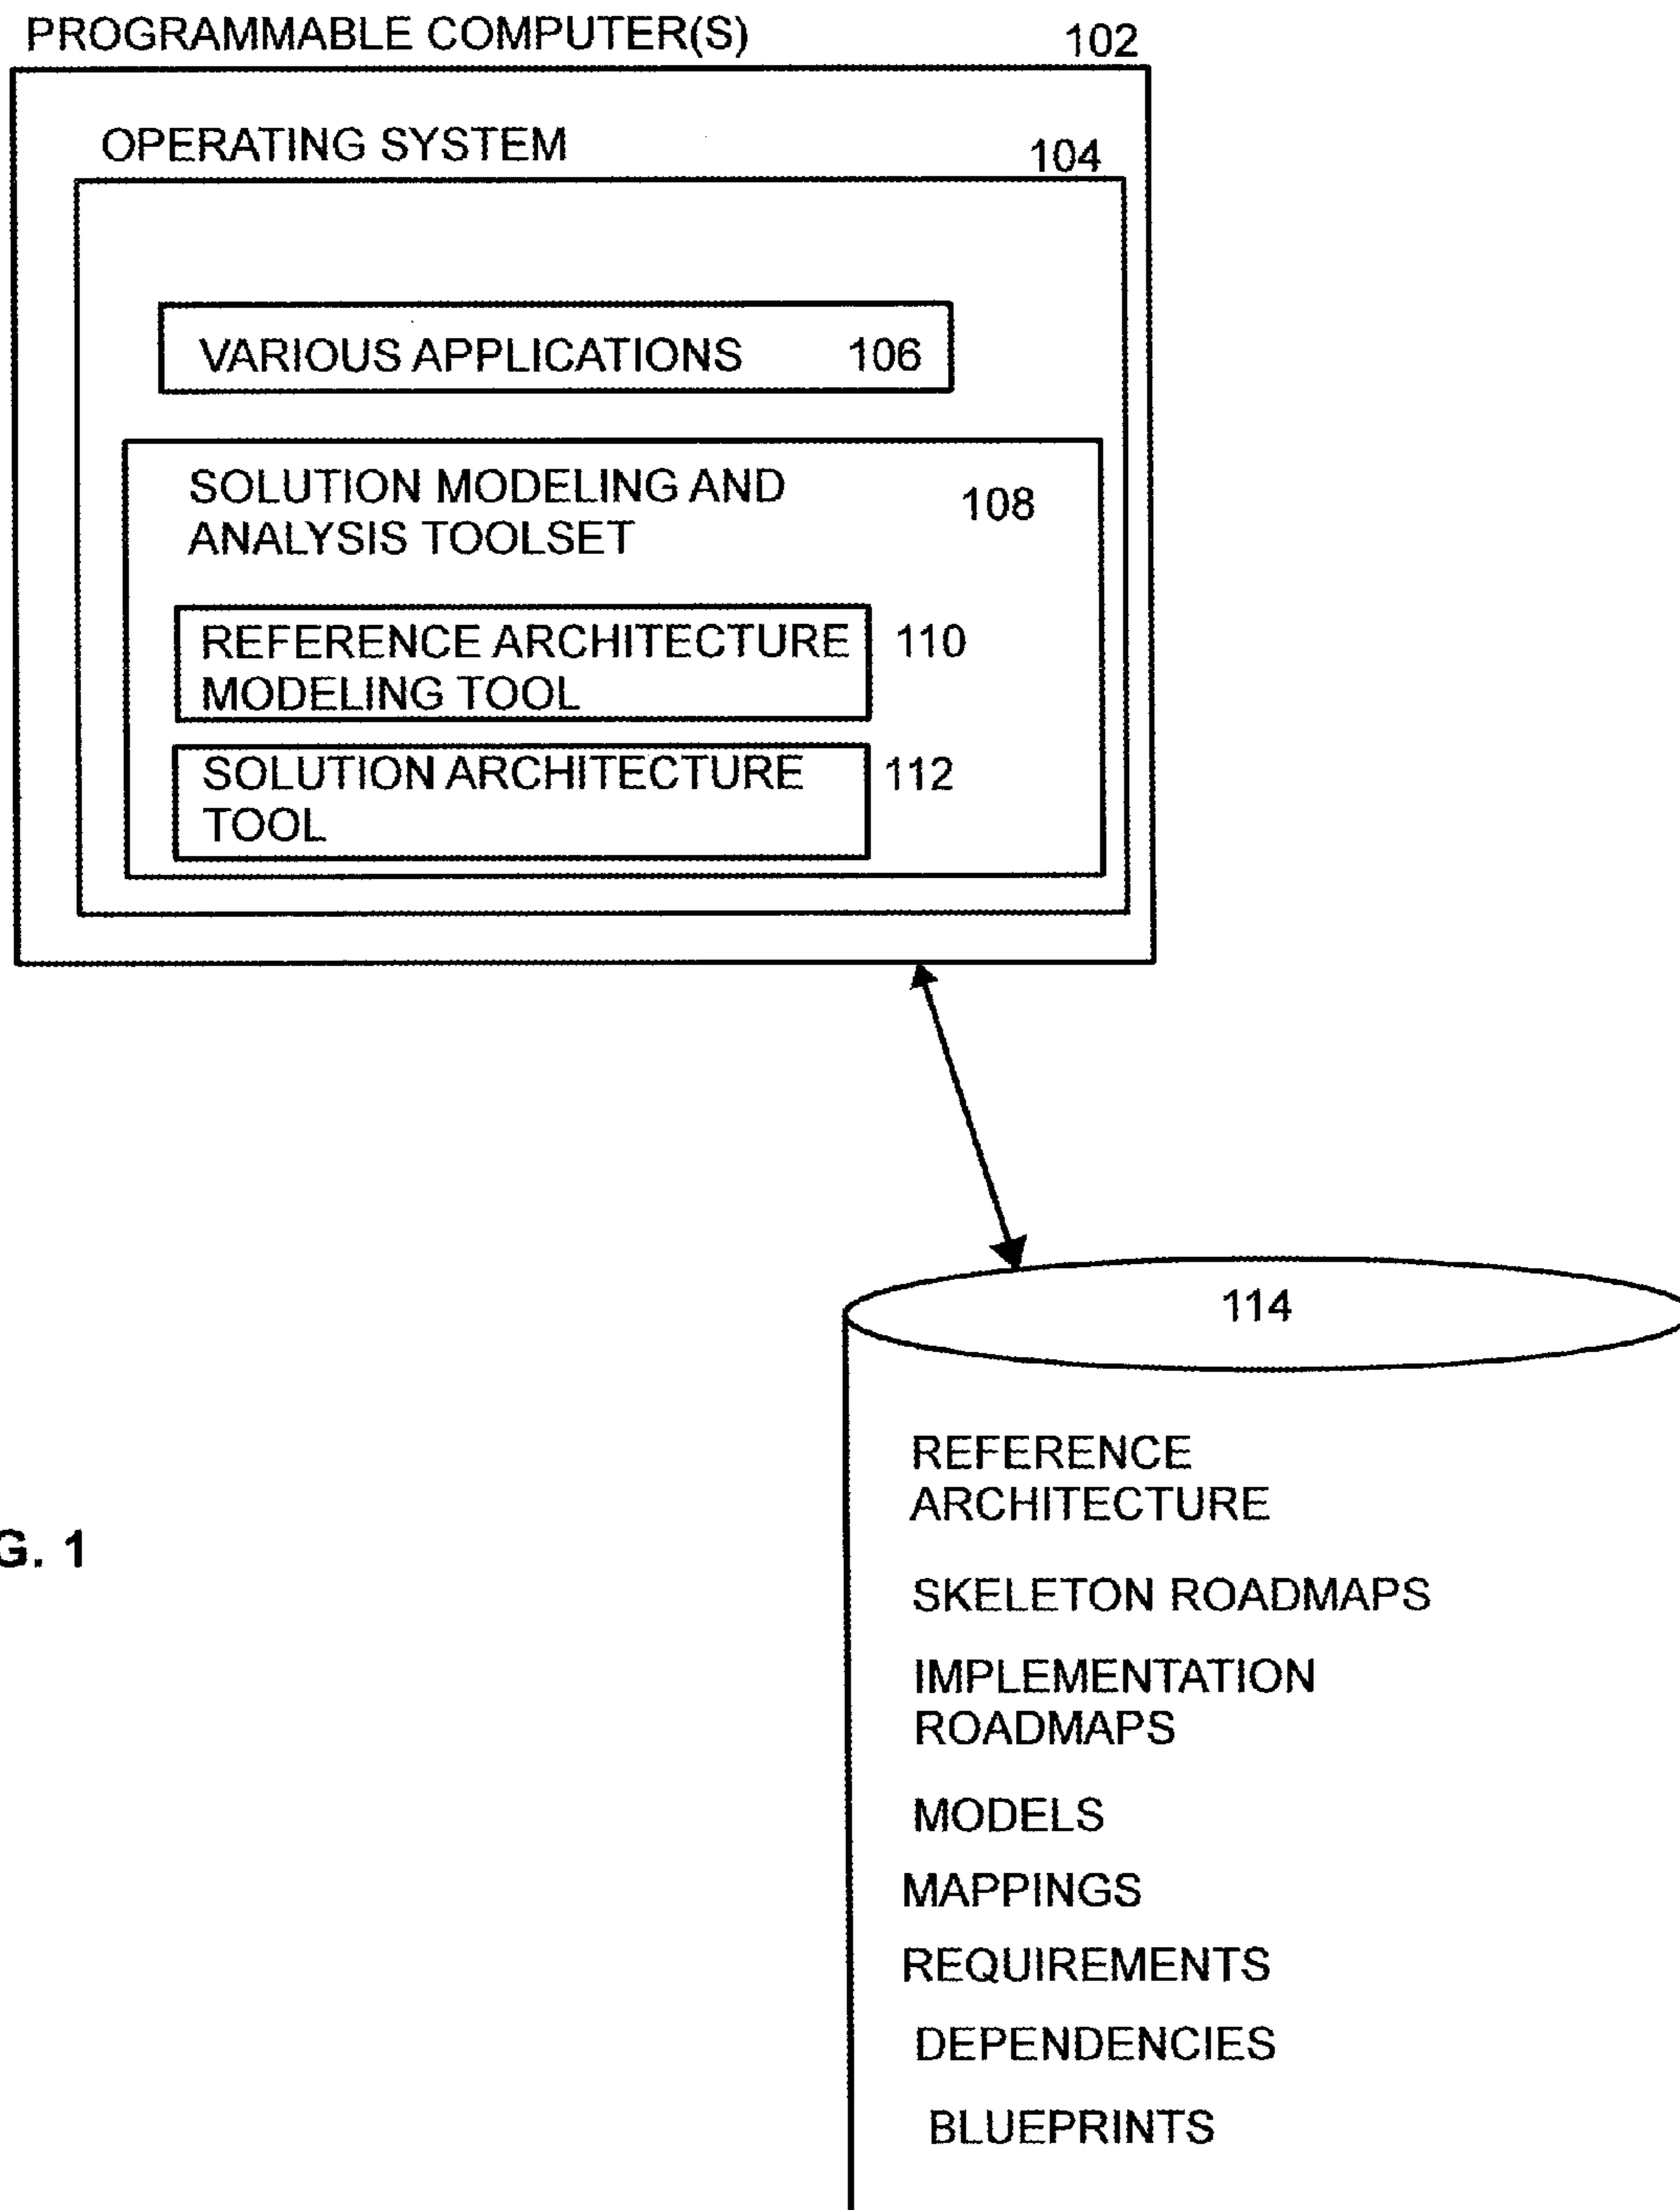 PROGRAMMABLE COMPUTER(S) 102
OPERATING SYSTEM 104
VARIOUS APPLICATIONS 106
SOLUTION MODELING AND
ANALYSIS TOOLSET 108
REFERENCE ARCHITECTURE
MODELING TOOL 110
SOLUTION ARCHITECTURE
TOOL 112
114
REFERENCE
ARCHITECTURE
G. 1
SKELETON ROADMAPS
IMPLEMENTATION
ROADMAPS
MODELS
MAPPINGS
REQUIREMENTS
DEPENDENCIES
BLUEPRINTS